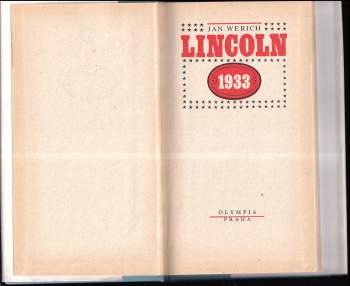 JAN WERICH
LINCOLN
1933
OLYMPIA
PRAHA